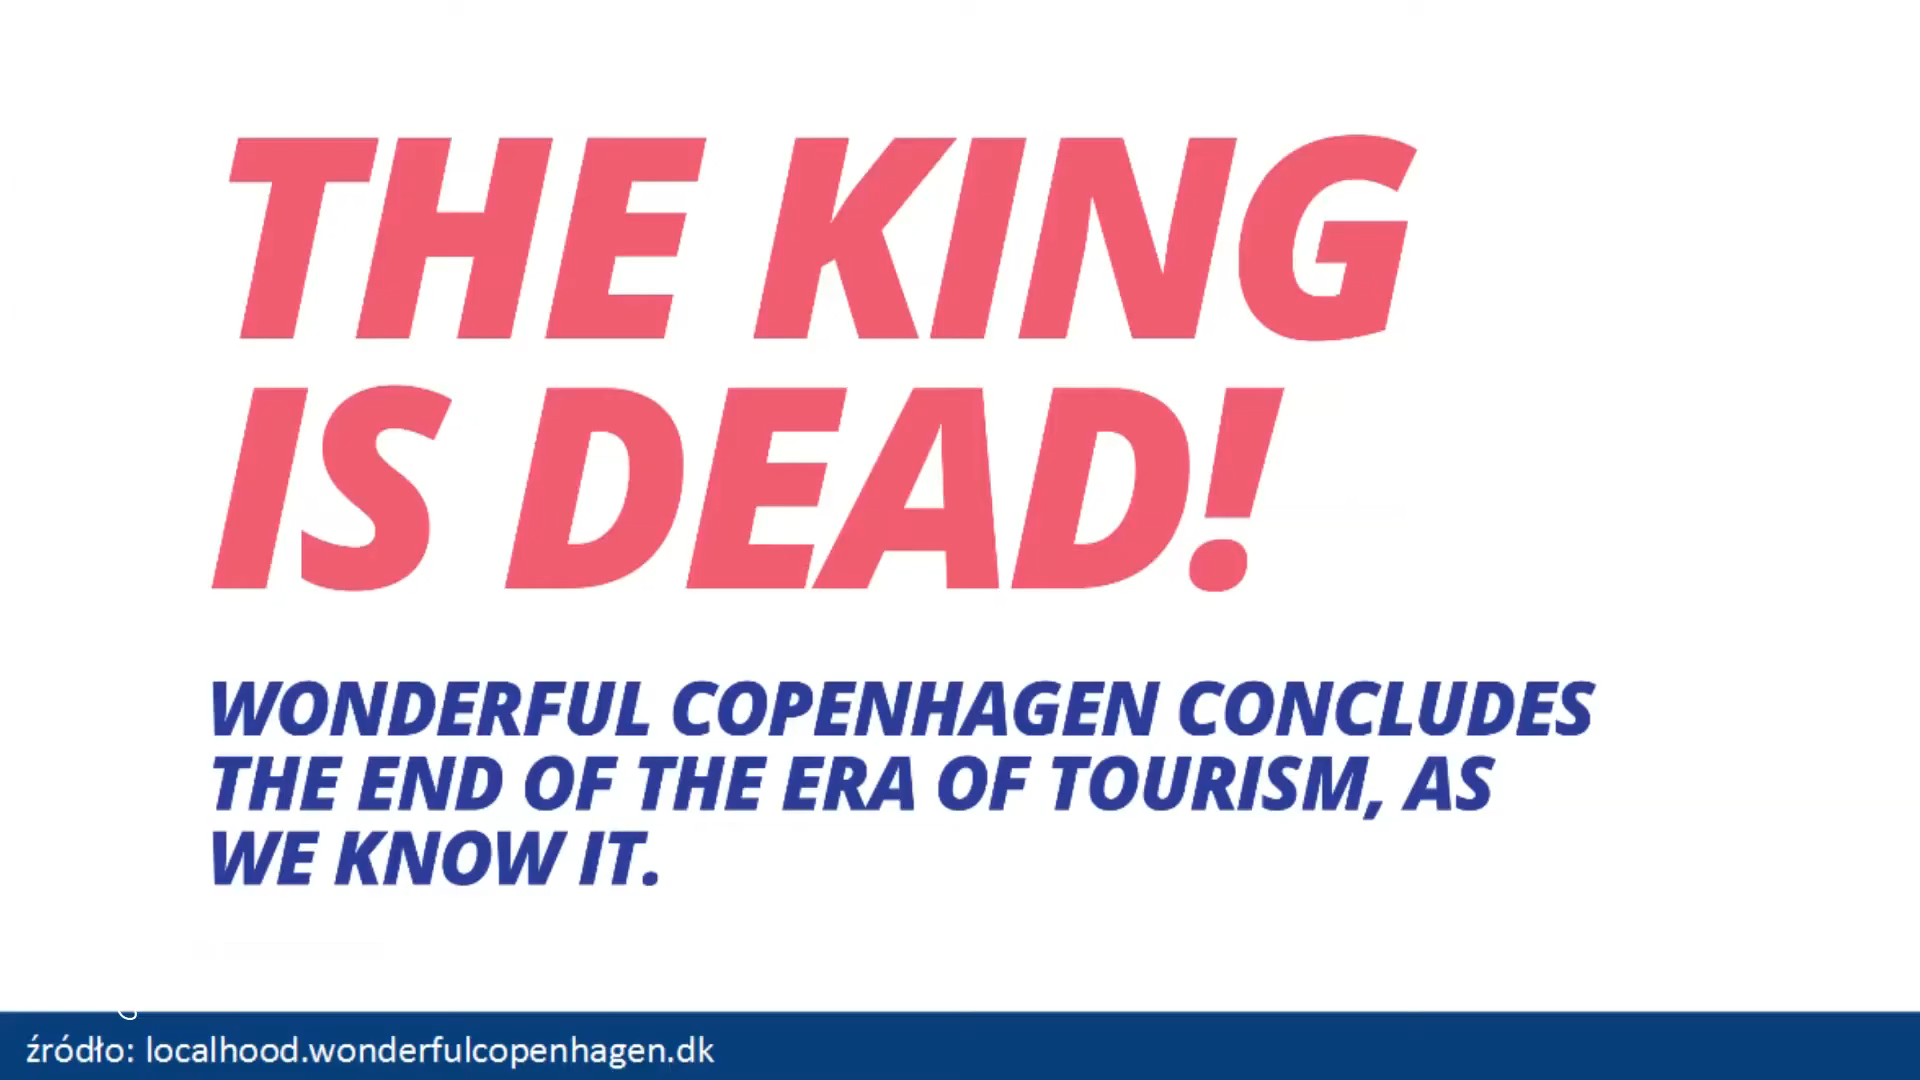 THE KING
IS DEAD!
WONDERFUL COPENHAGEN CONCLUDES
THE END OF THE ERA OF TOURISM, AS
WE KNOW IT.
źródło: localhood.wonderfulcopenhagen.dk